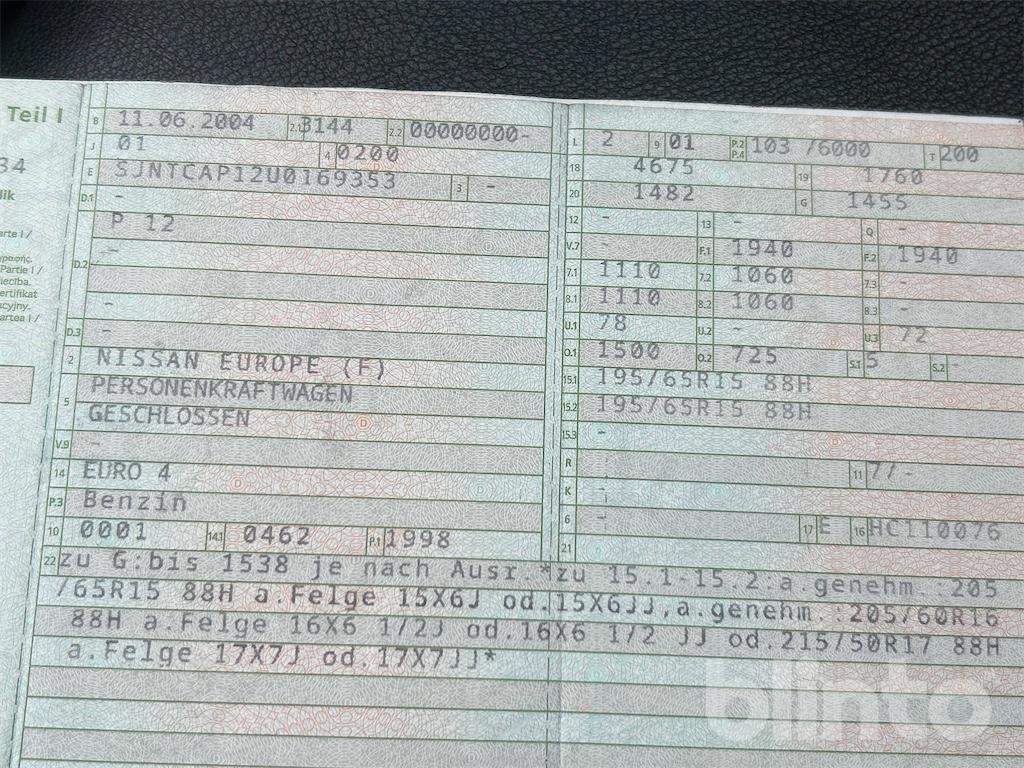 Teil I
34
lik
arte I /
Partie I /
ertifikat
acyjny.
artea I /
B 11.06.2004 2.1 3144 2.2 00000000-
J 01 4 0200
E SJNTCAP12U0169353 3 -
D.1 -
D.2 P 12
-
-
D.3 -
2 NISSAN EUROPE (F)
5 PERSONENKRAFTWAGEN
GESCHLOSSEN
V.9 -
14 EURO 4
P.3 Benzin
10 0001 14.1 0462 P.1 1998
L 2 9 01 P.2 P.4 103 /6000 T 200
18 4675 19 1760
20 1482 G 1455
12 - 13 - Q -
V.7 - F.1 1940 F.2 1940
7.1 1110 7.2 1060 7.3 -
8.1 1110 8.2 1060 8.3 -
U.1 78 U.2 - U.3 72
O.1 1500 O.2 725 S.1 5 S.2 -
15.1 195/65R15 88H
15.2 195/65R15 88H
15.3 -
R - 11 7/-
K -
6 - 17 E 16 HC110076
21
22 zu G:bis 1538 je nach Ausr.*zu 15.1-15.2:a.genehm.:205
/65R15 88H a.Felge 15X6J od.15X6JJ,a.genehm.:205/60R16
88H a.Felge 16X6 1/2J od.16X6 1/2 JJ od.215/50R17 88H
a.Felge 17X7J od.17X7JJ*
blinto